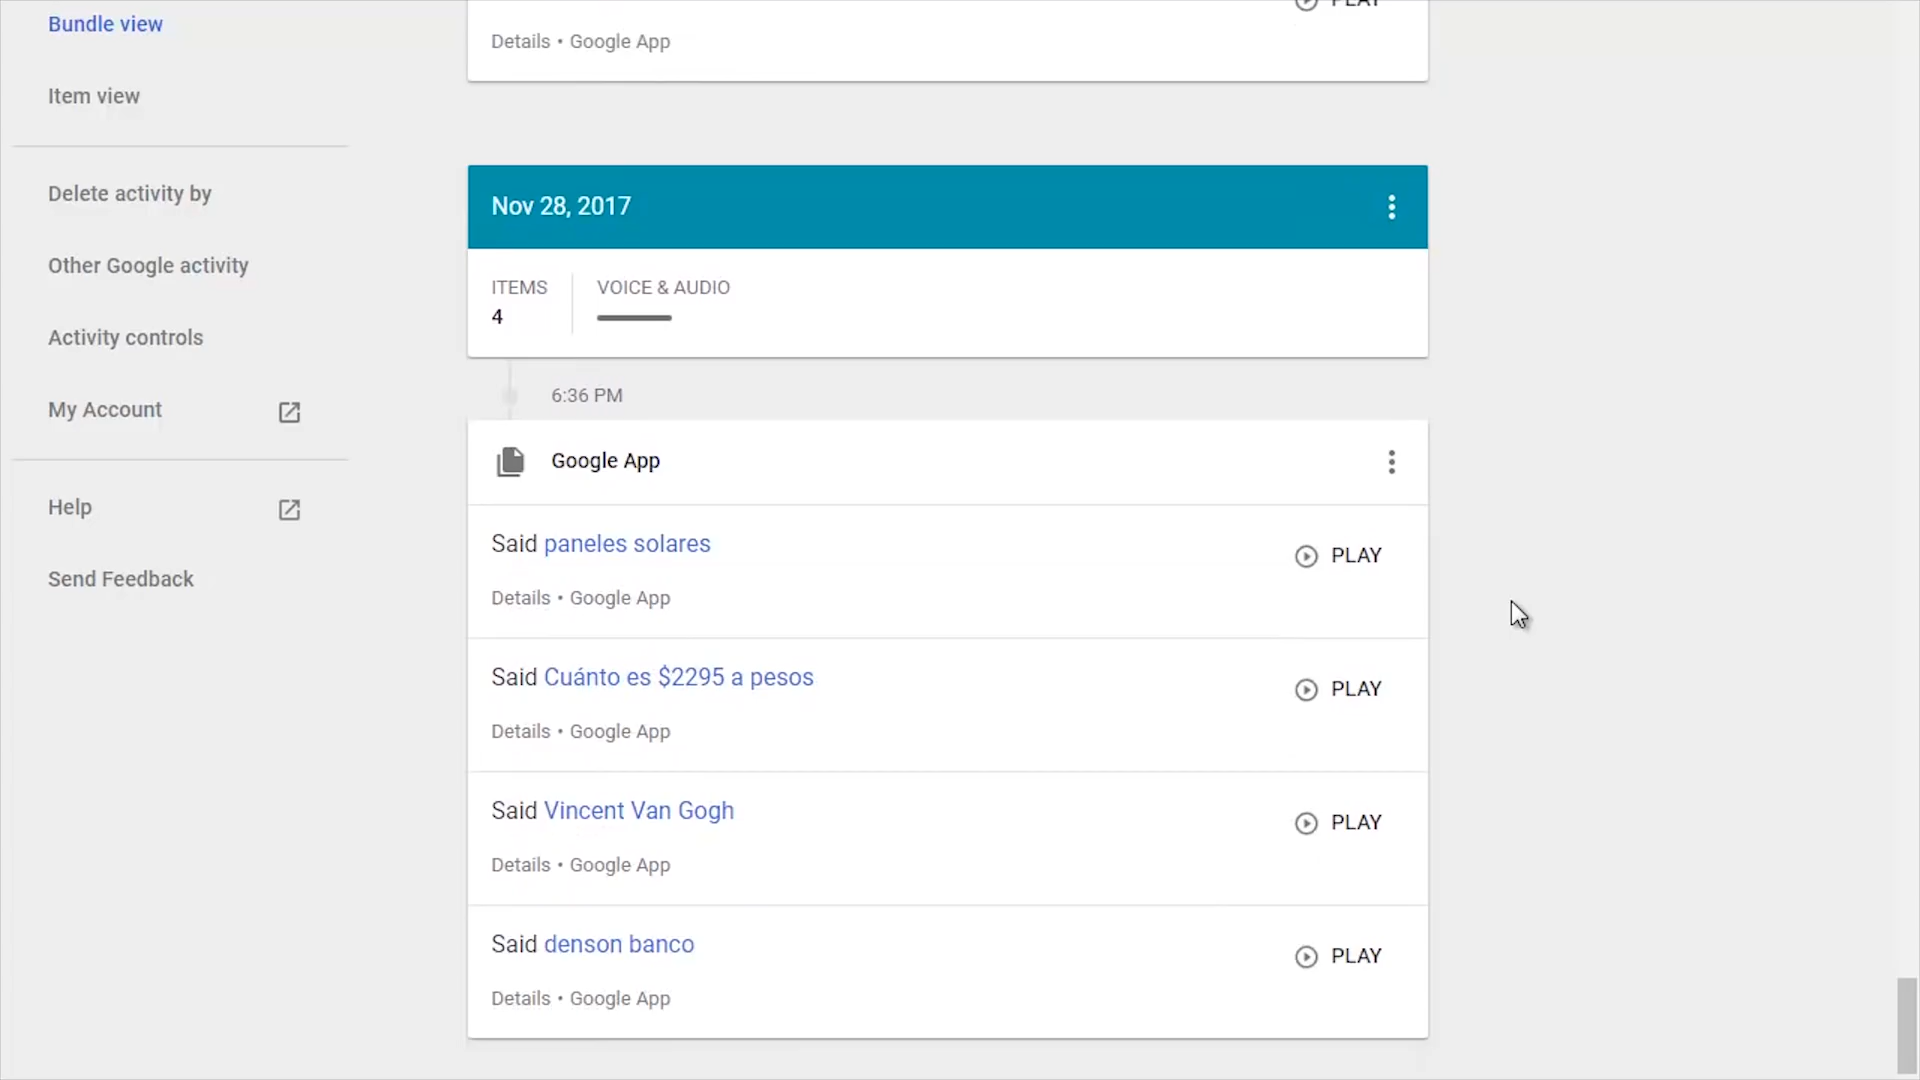 Bundle view
Item view
Delete activity by
Other Google activity
Activity controls
My Account
Help
Send Feedback
PLAY
Details • Google App
Nov 28, 2017
ITEMS
4
VOICE & AUDIO
6:36 PM
Google App
Said paneles solares
PLAY
Details • Google App
Said Cuánto es $2295 a pesos
PLAY
Details • Google App
Said Vincent Van Gogh
PLAY
Details • Google App
Said denson banco
PLAY
Details • Google App